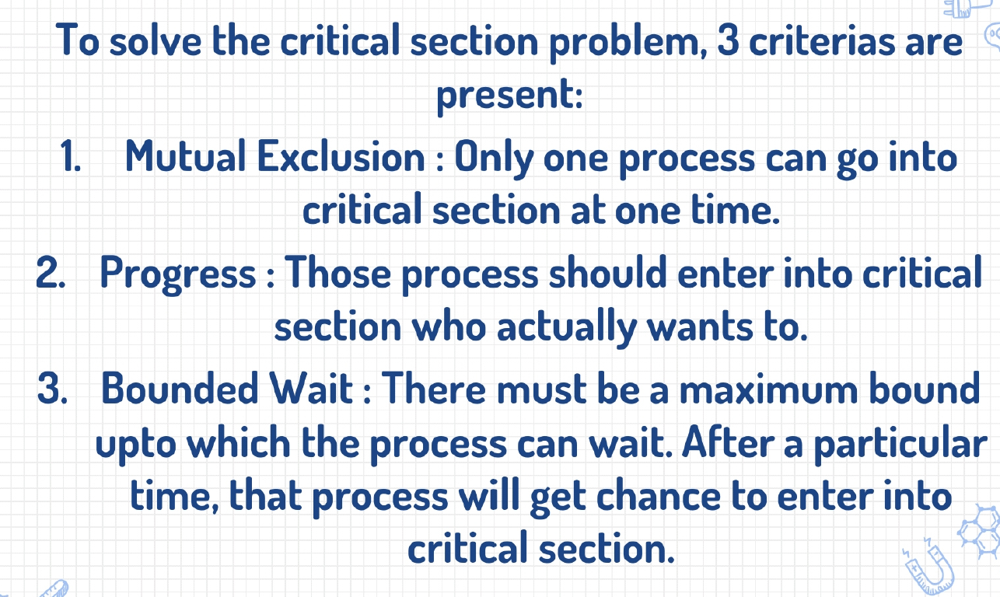 To solve the critical section problem, 3 criterias are
present:
1. Mutual Exclusion : Only one process can go into
critical section at one time.
2. Progress : Those process should enter into critical
section who actually wants to.
3. Bounded Wait : There must be a maximum bound
upto which the process can wait. After a particular
time, that process will get chance to enter into
critical section.